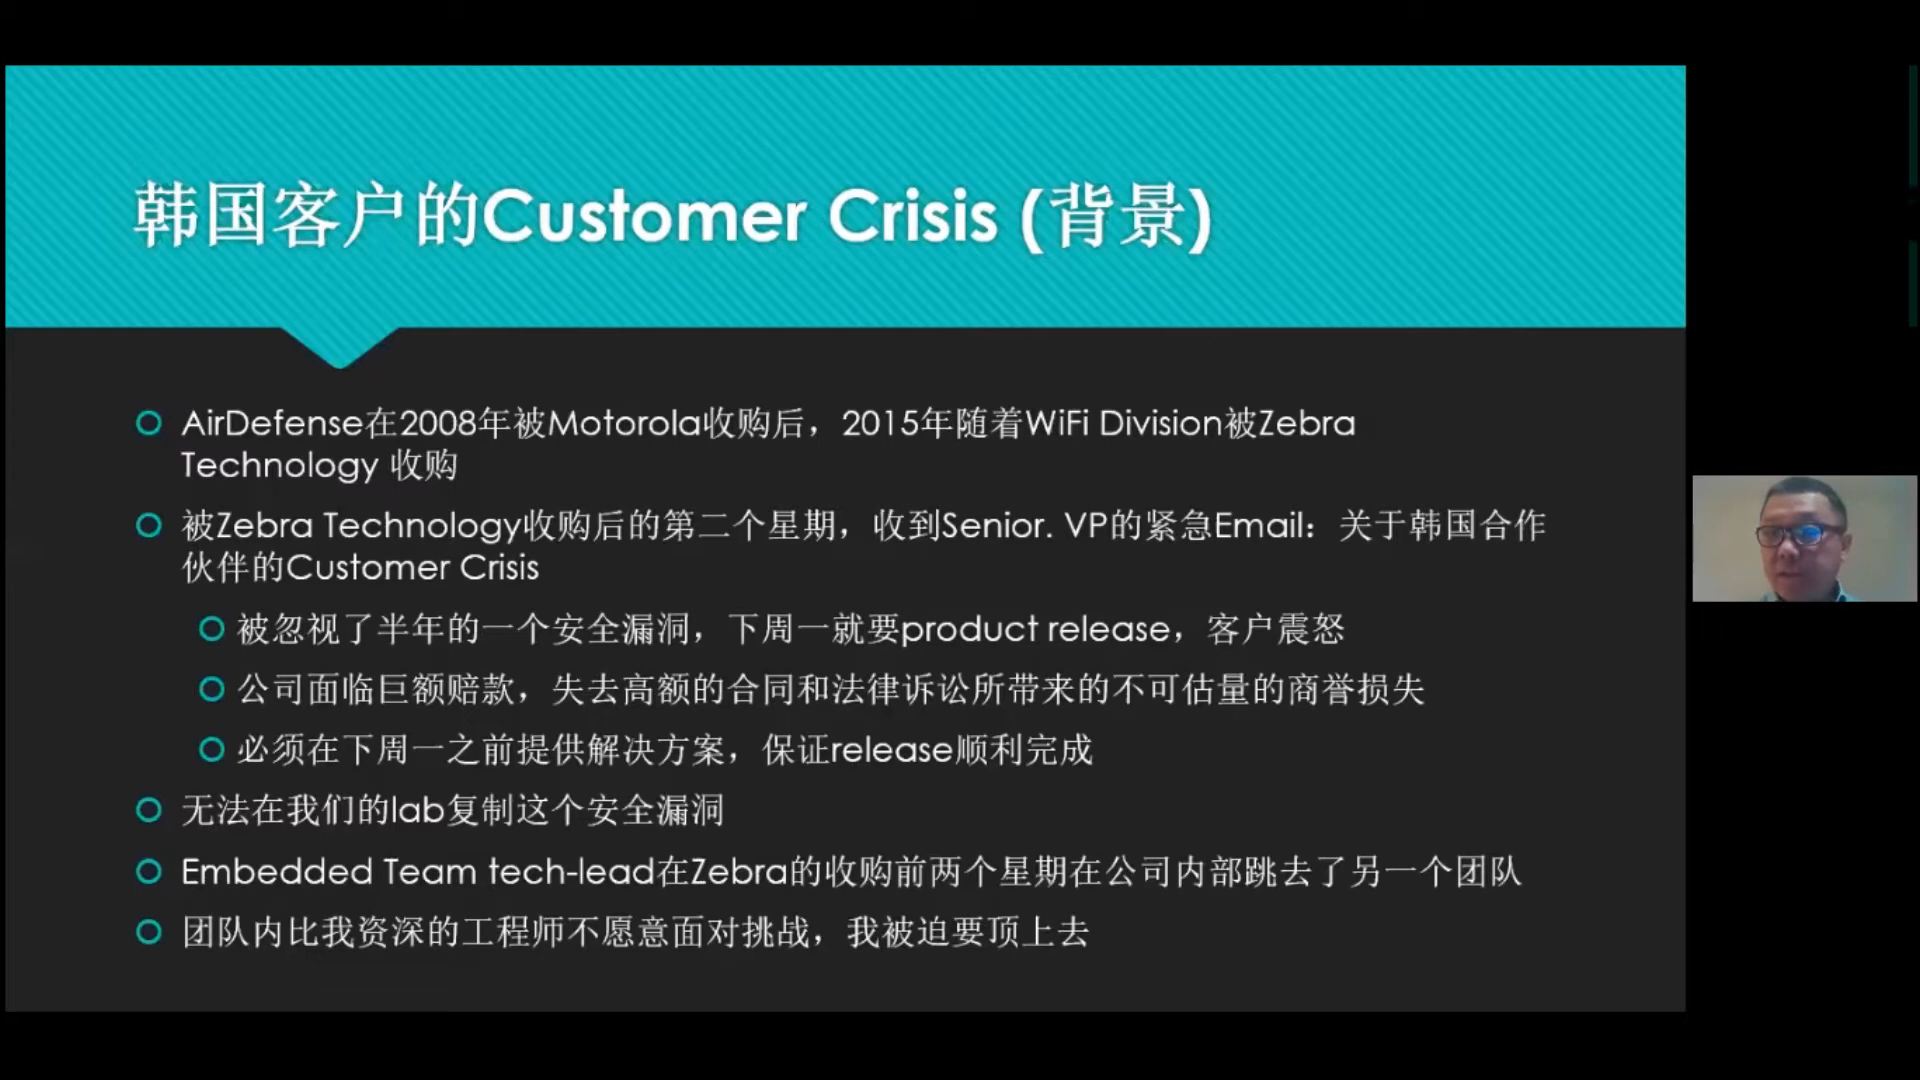 韩国客户的Customer Crisis (背景)
AirDefense在2008年被Motorola收购后，2015年随着WiFi Division被Zebra
Technology 收购
被Zebra Technology收购后的第二个星期，收到Senior. VP的紧急Email：关于韩国合作
伙伴的Customer Crisis
被忽视了半年的一个安全漏洞，下周一就要product release，客户震怒
公司面临巨额赔款，失去高额的合同和法律诉讼所带来的不可估量的商誉损失
必须在下周一之前提供解决方案，保证release顺利完成
无法在我们的lab复制这个安全漏洞
Embedded Team tech-lead在Zebra的收购前两个星期在公司内部跳去了另一个团队
团队内比我资深的工程师不愿意面对挑战，我被迫要顶上去